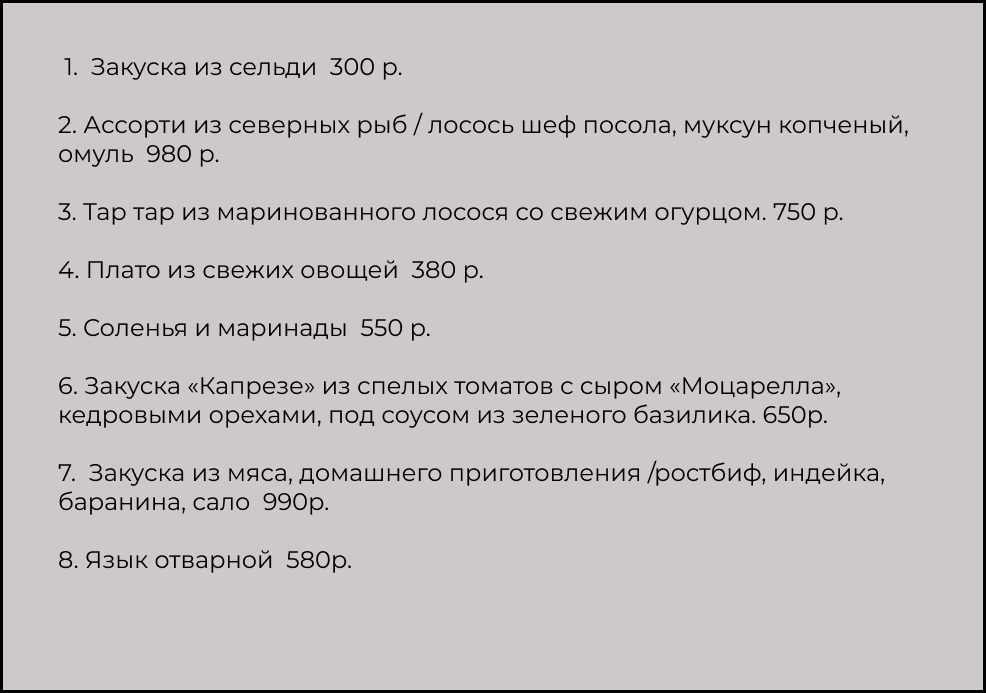 1. Закуска из сельди 300 р.
2. Ассорти из северных рыб / лосось шеф посола, муксун копченый,
омуль 980 р.
3. Тар тар из маринованного лосося со свежим огурцом. 750 р.
4. Плато из свежих овощей 380 р.
5. Соленья и маринады 550 р.
6. Закуска «Капрезе» из спелых томатов с сыром «Моцарелла»,
кедровыми орехами, под соусом из зеленого базилика. 650р.
7. Закуска из мяса, домашнего приготовления /ростбиф, индейка,
баранина, сало 990р.
8. Язык отварной 580р.